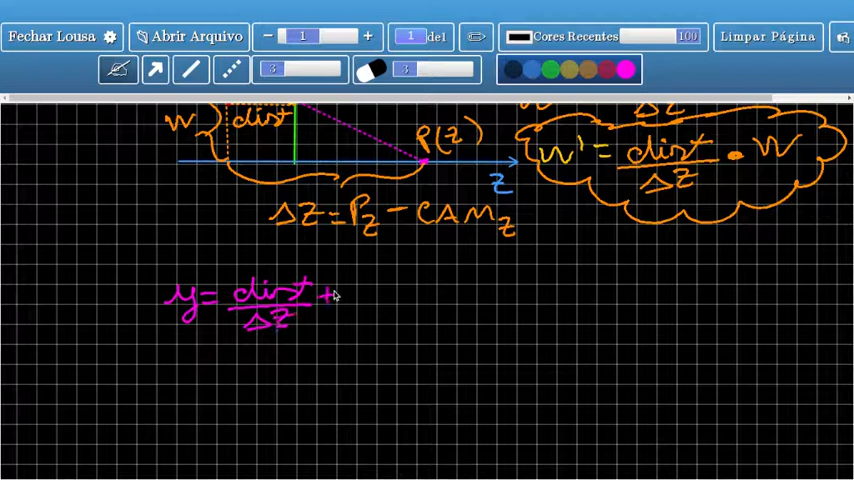 Fechar Lousa Abrir Arquivo − 1 + 1 de1 Cores Recentes 100 Limpar Página
3 3
W dist P(z) W' = dist/ΔZ • W
ΔZ
Z
ΔZ = Pz − CAMz
y = dist/ΔZ +